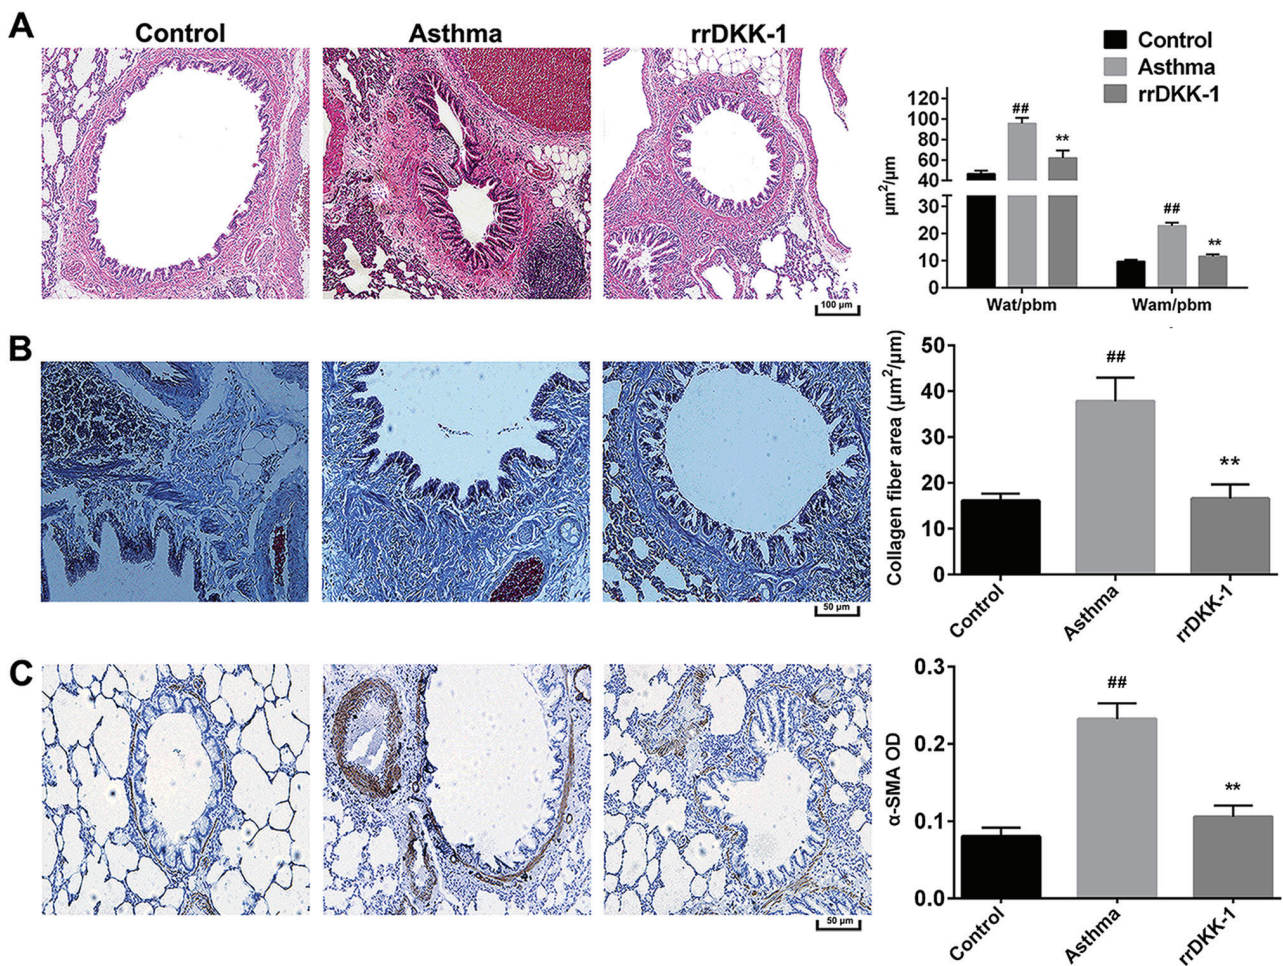 A
Control
Asthma
rrDKK-1
100 µm
Control
Asthma
rrDKK-1
µm²/µm
120
100
80
60
40
30
20
10
0
##
**
##
**
Wat/pbm
Wam/pbm
B
50 µm
Collagen fiber area (µm²/µm)
50
40
30
20
10
0
##
**
Control
Asthma
rrDKK-1
C
50 µm
α-SMA OD
0.3
0.2
0.1
0.0
##
**
Control
Asthma
rrDKK-1